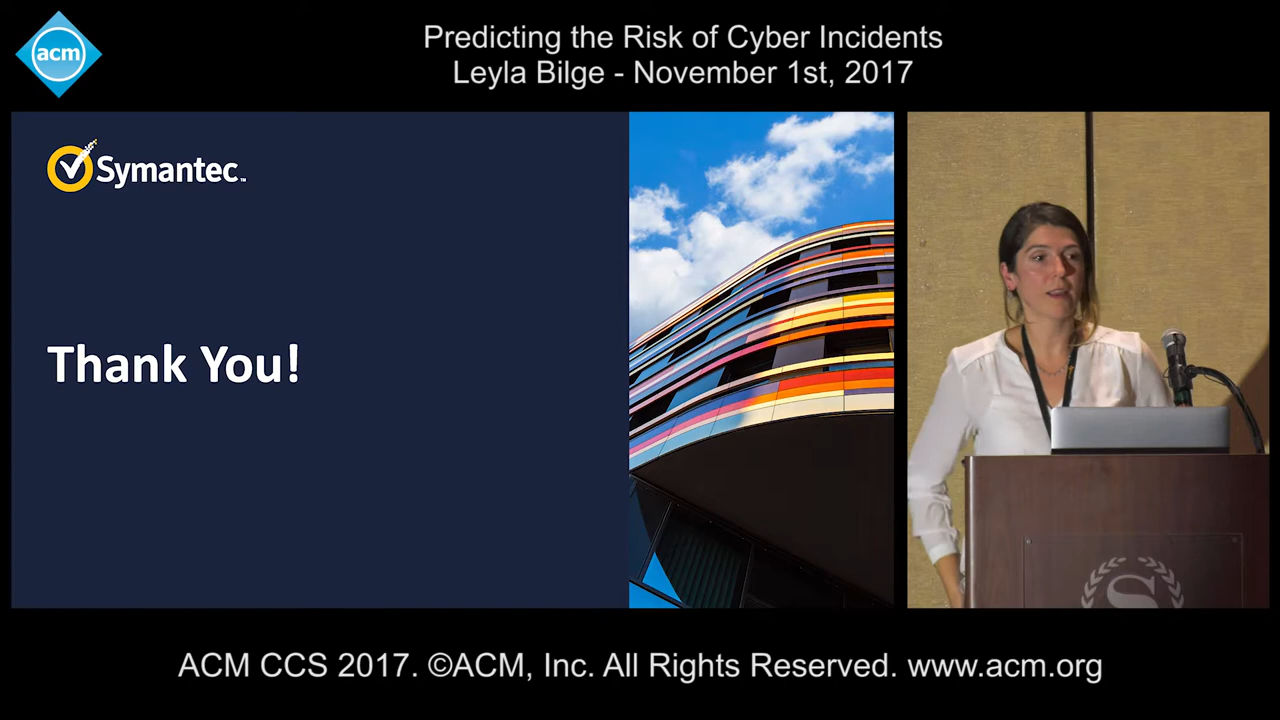 acm
Predicting the Risk of Cyber Incidents
Leyla Bilge - November 1st, 2017
Symantec™
Thank You!
S
ACM CCS 2017. ©ACM, Inc. All Rights Reserved. www.acm.org